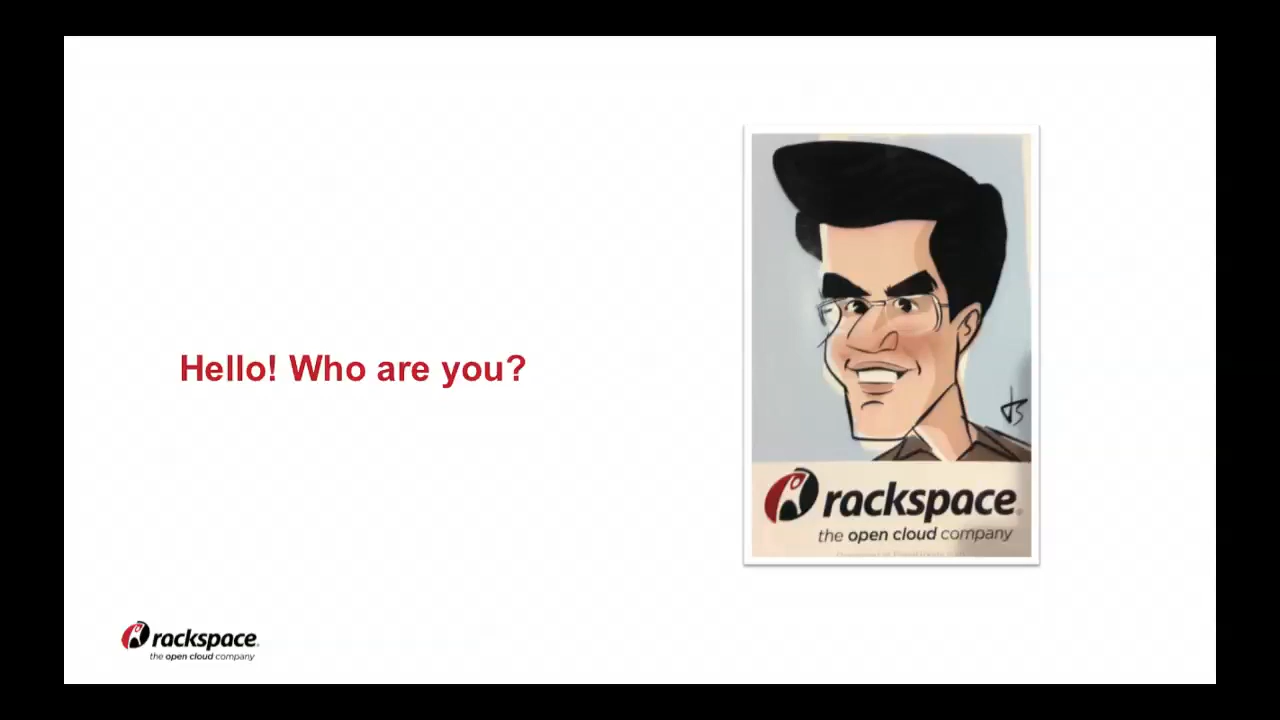 Hello! Who are you?
rackspace
the open cloud company
rackspace
the open cloud company